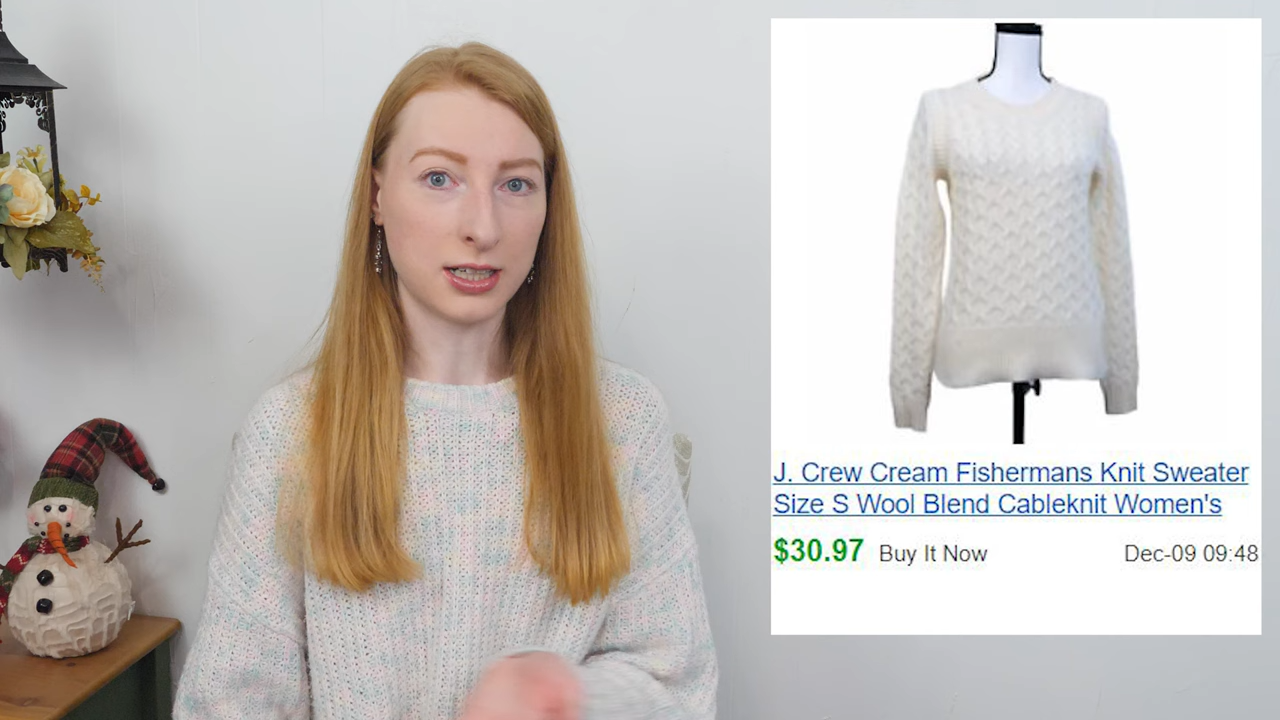 J. Crew Cream Fishermans Knit Sweater
Size S Wool Blend Cableknit Women's
$30.97 Buy It Now Dec-09 09:48